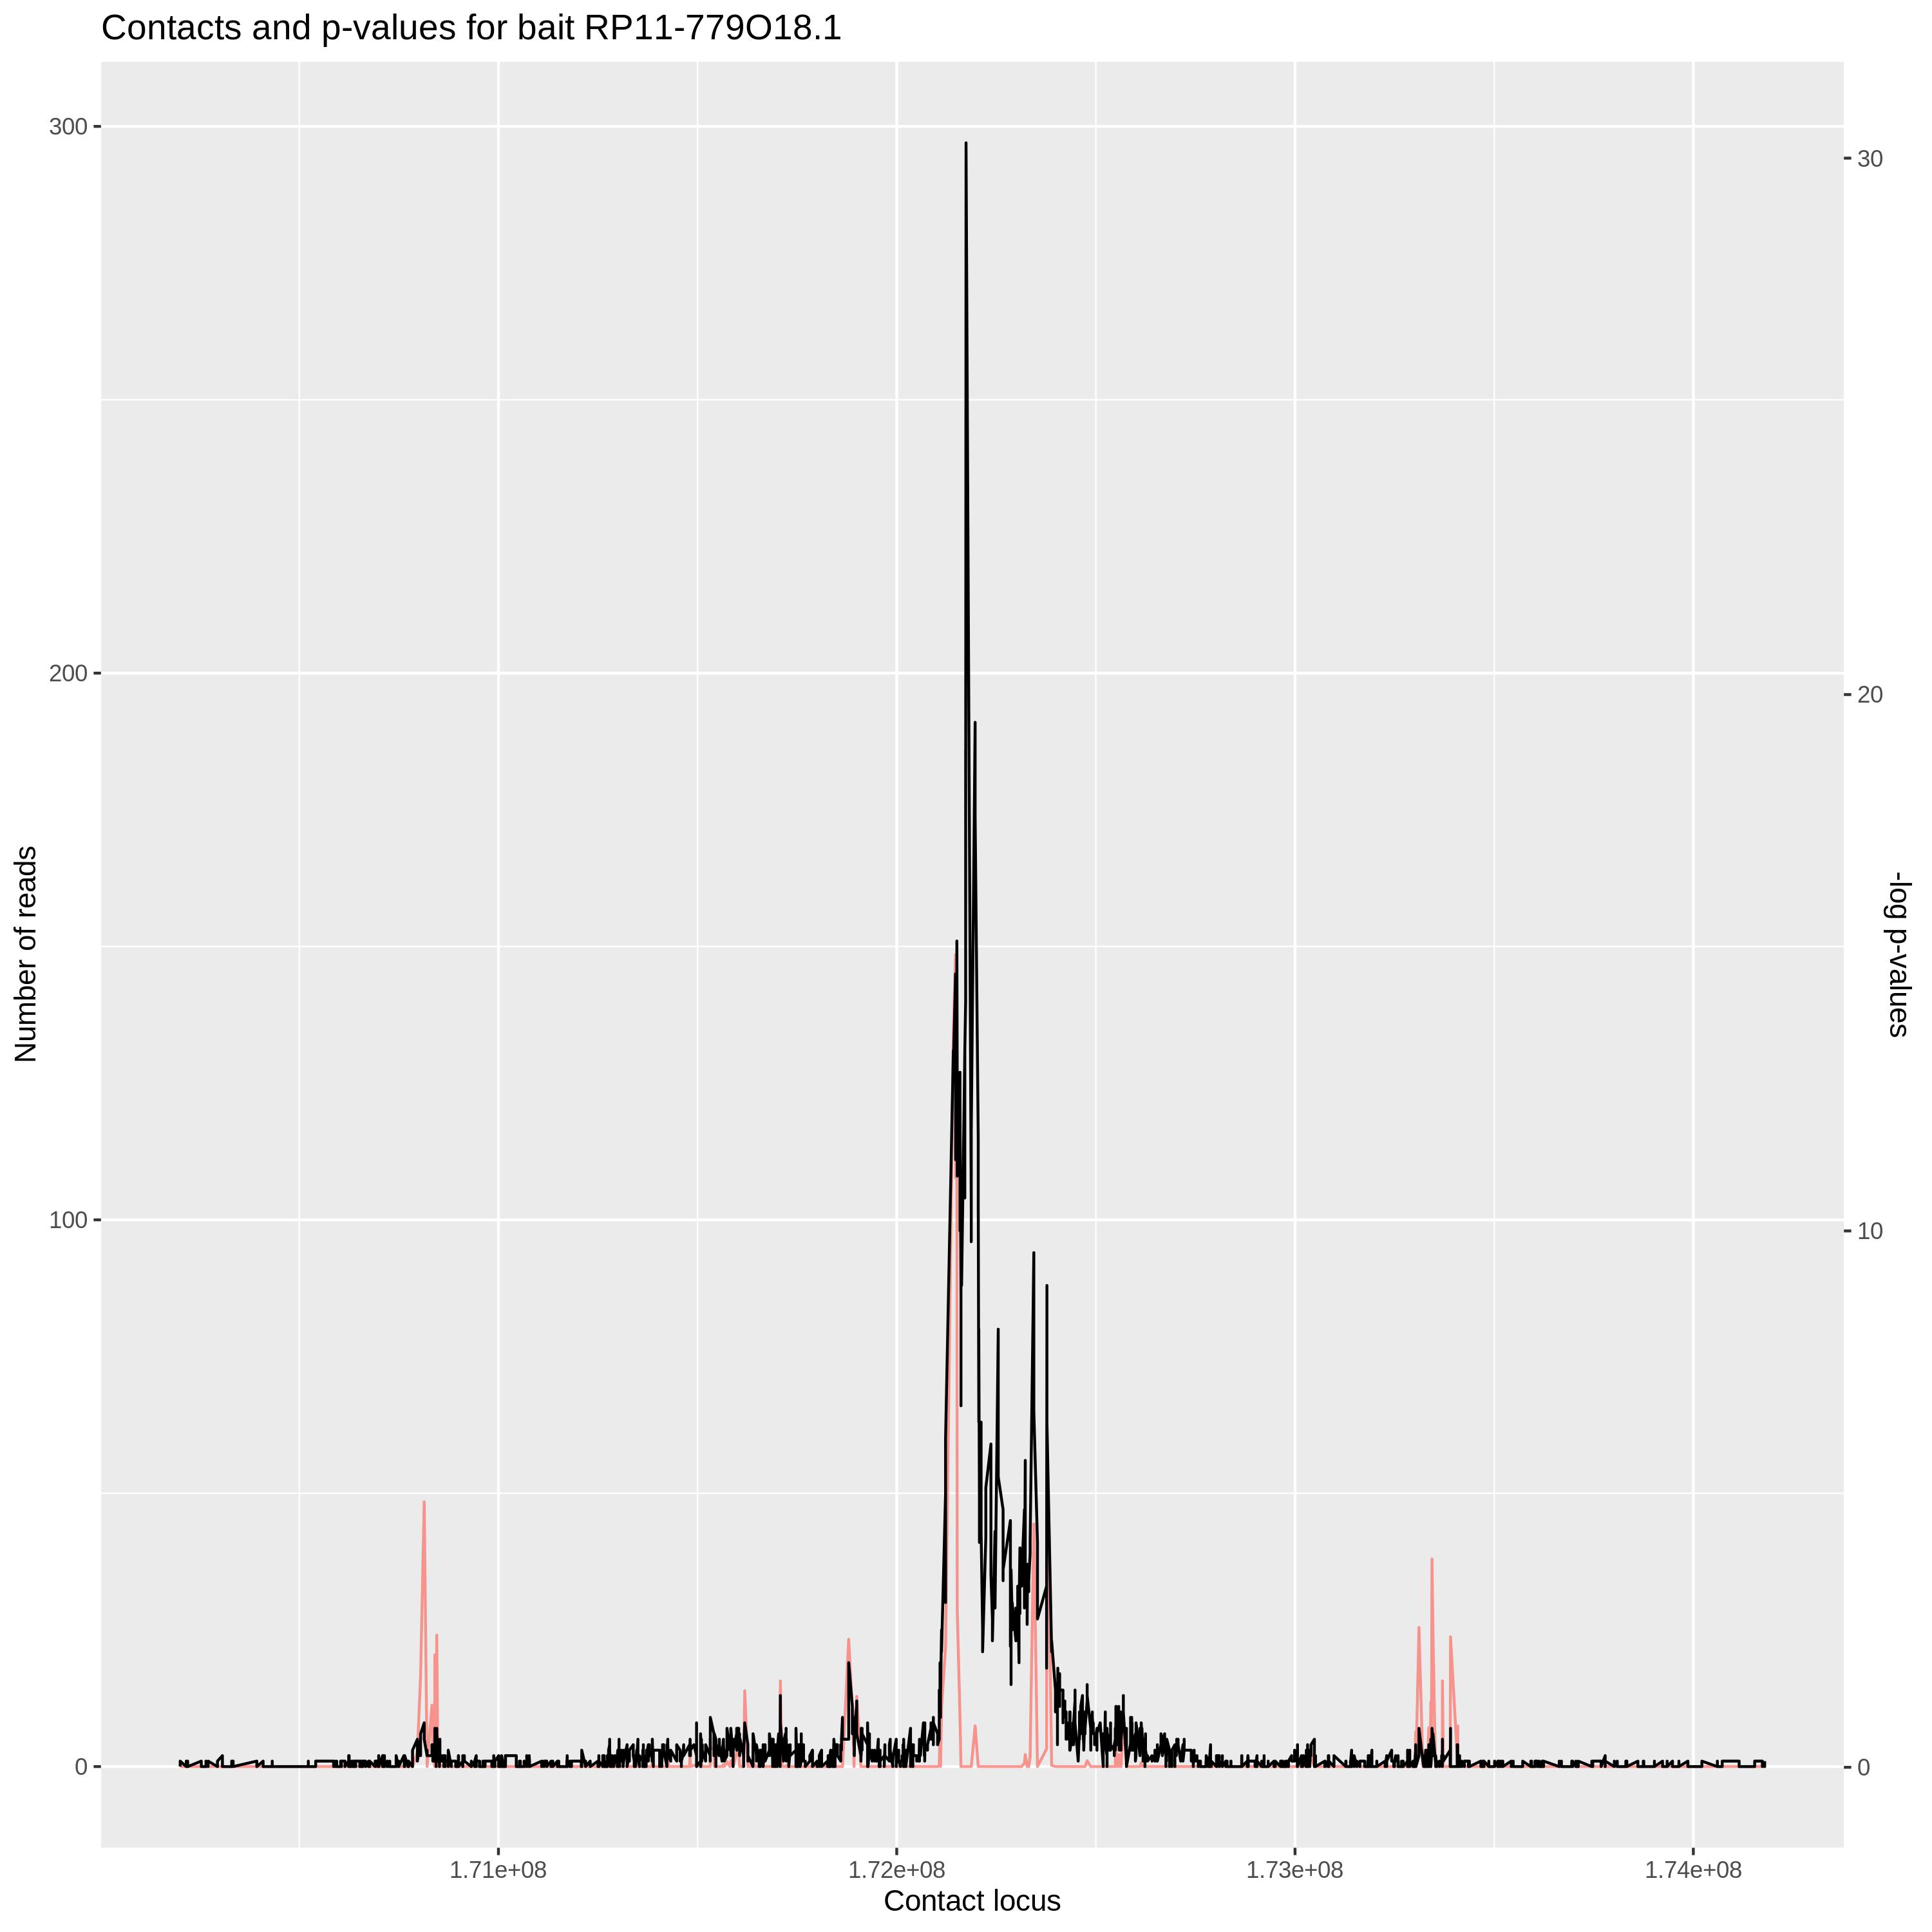 Contacts and p-values for bait RP11-779O18.1
300
200
100
0
Number of reads
30
20
10
0
-log p-values
1.71e+08
1.72e+08
1.73e+08
1.74e+08
Contact locus